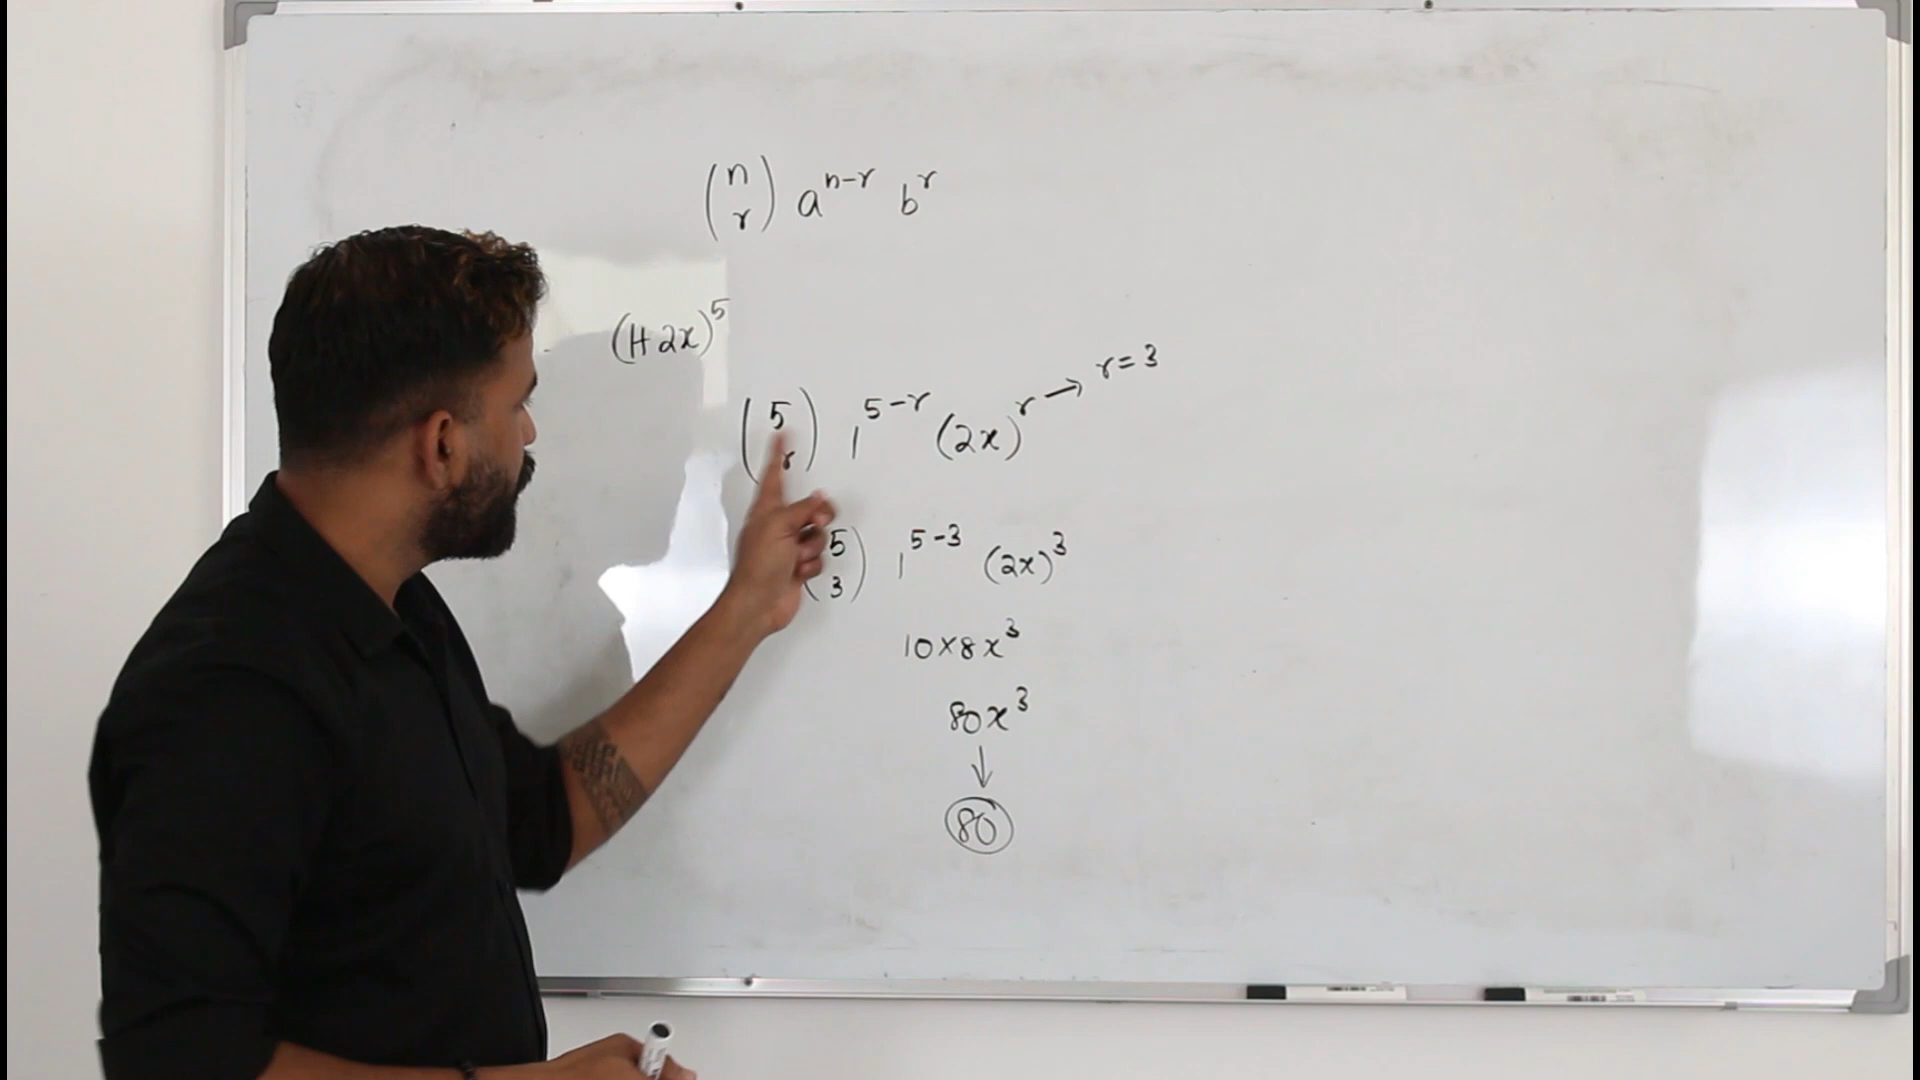 (n r) a^{n-r} b^r
(1+2x)^5
(5 r) 1^{5-r} (2x)^r → r=3
(5 3) 1^{5-3} (2x)^3
10×8x^3
80x^3
↓
80